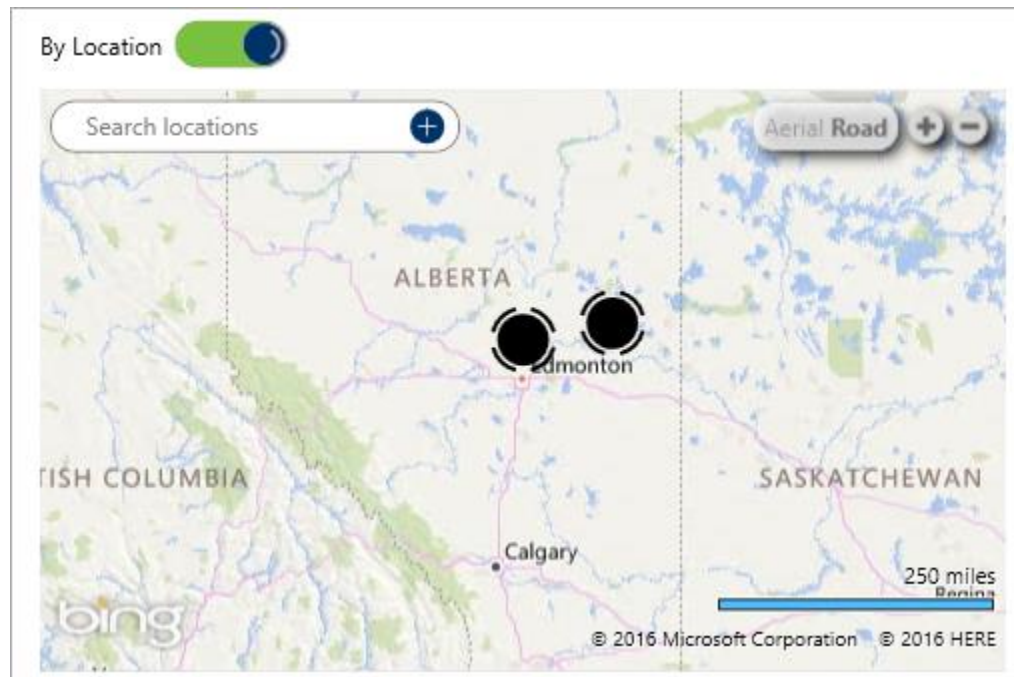 By Location
Search locations
Aerial Road
ALBERTA
TISH COLUMBIA
SASKATCHEWAN
Calgary
250 miles
Regina
bing
© 2016 Microsoft Corporation © 2016 HERE